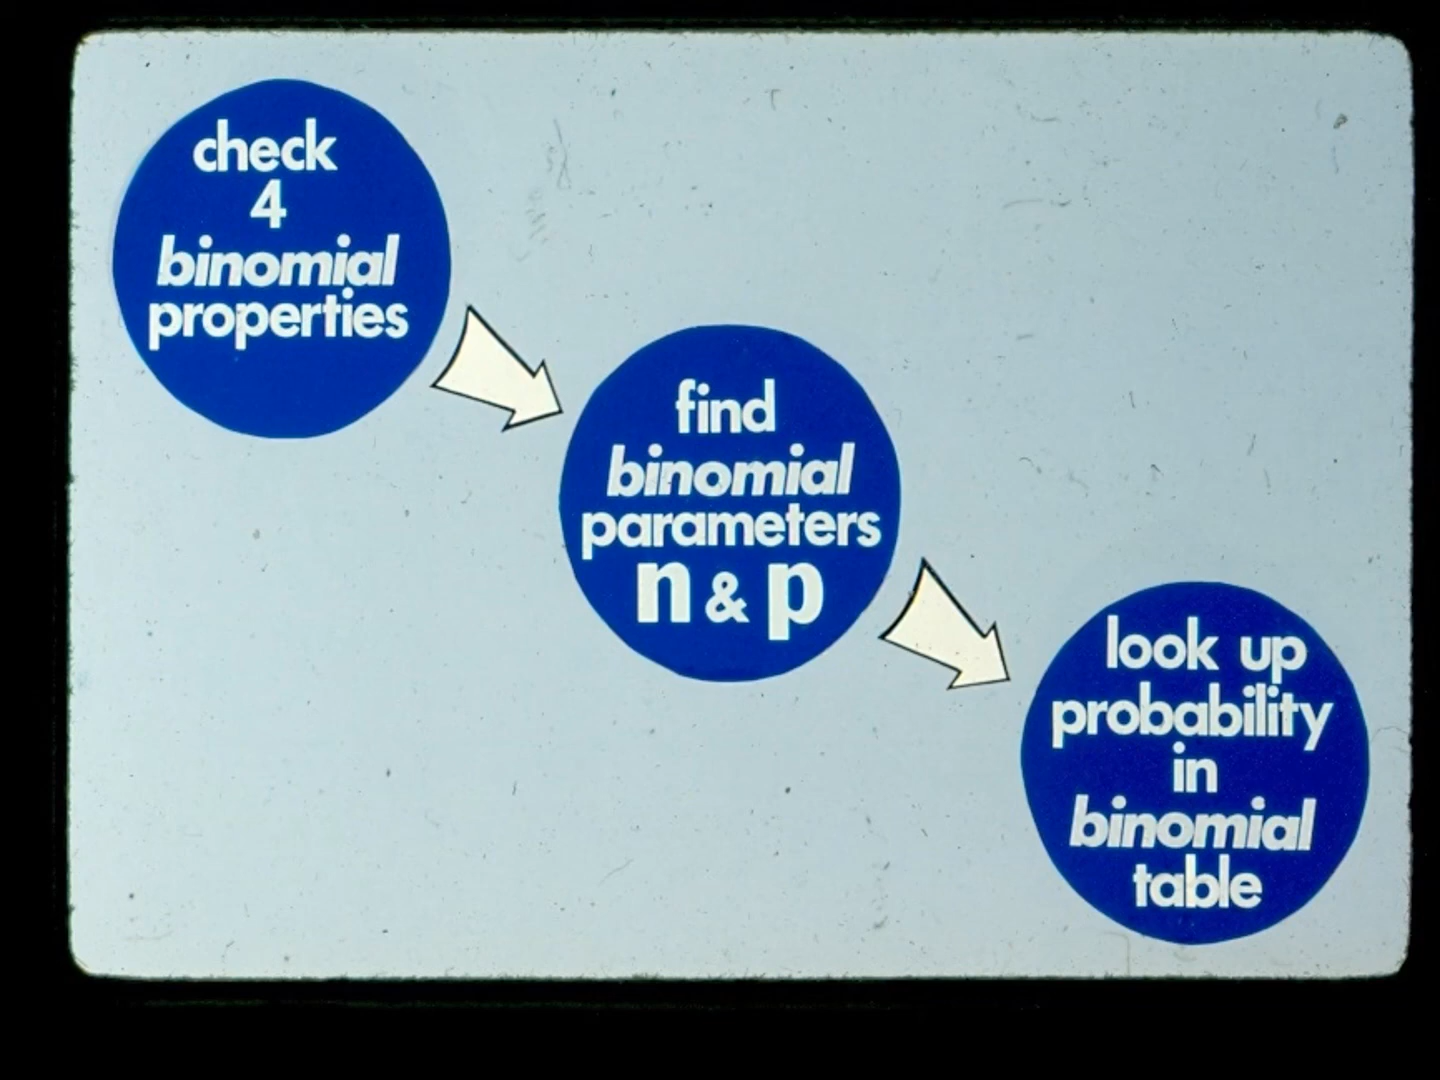 check
4
binomial
properties
find
binomial
parameters
n & p
look up
probability
in
binomial
table